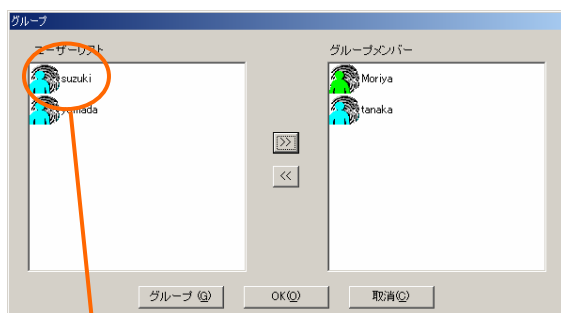 グループ
ユーザーリスト
グループメンバー
suzuki
Moriya
yamada
tanaka
>>
<<
グループ (G)
OK(O)
取消(C)